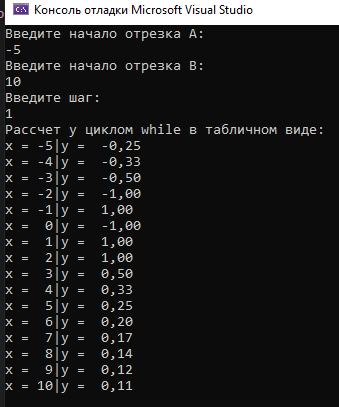 Консоль отладки Microsoft Visual Studio
Введите начало отрезка A:
-5
Введите начало отрезка B:
10
Введите шаг:
1
Рассчет y циклом while в табличном виде:
x = -5|y =  -0,25
x = -4|y =  -0,33
x = -3|y =  -0,50
x = -2|y =  -1,00
x = -1|y =  1,00
x =  0|y =  -1,00
x =  1|y =  1,00
x =  2|y =  1,00
x =  3|y =  0,50
x =  4|y =  0,33
x =  5|y =  0,25
x =  6|y =  0,20
x =  7|y =  0,17
x =  8|y =  0,14
x =  9|y =  0,12
x = 10|y =  0,11